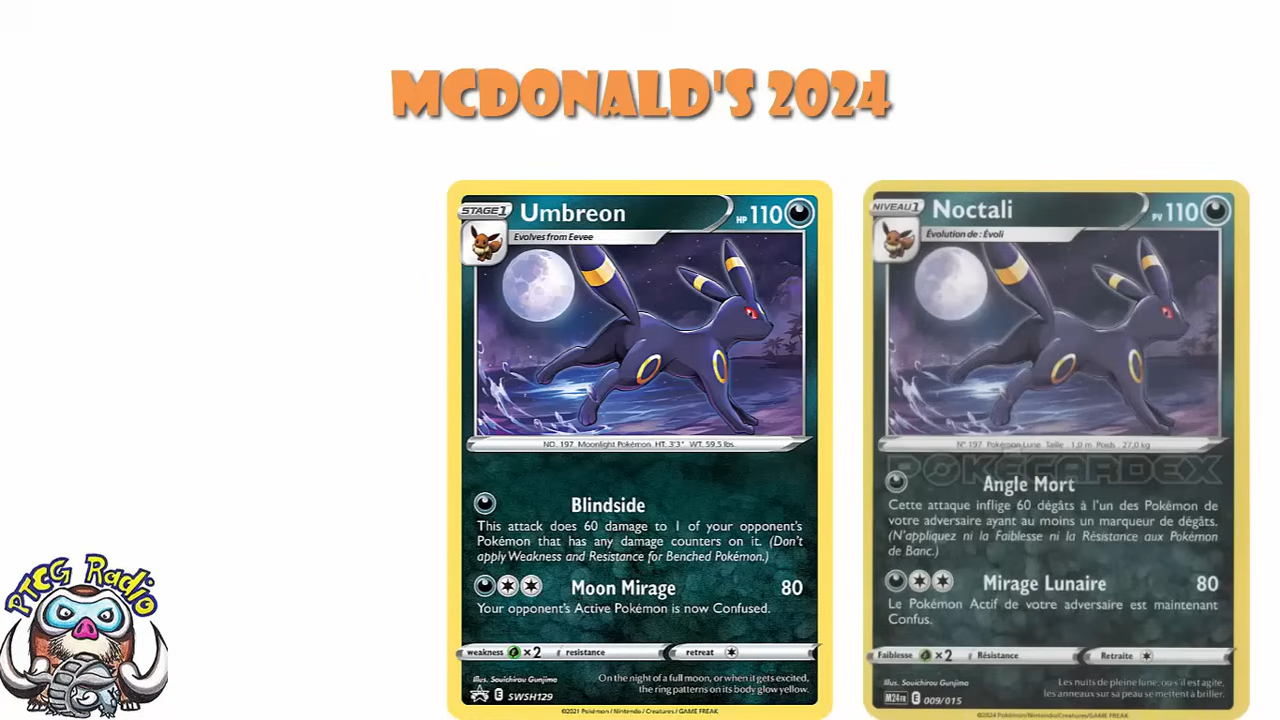 MCDONALD'S 2024
STAGE1 Umbreon HP 110
Evolves from Eevee
NO. 197 Moonlight Pokémon HT. 3'3" WT. 59.5 lbs.
Blindside
This attack does 60 damage to 1 of your opponent's
Pokémon that has any damage counters on it. (Don't
apply Weakness and Resistance for Benched Pokémon.)
Moon Mirage 80
Your opponent's Active Pokémon is now Confused.
weakness ×2 resistance retreat
Illus. Souichirou Gunjima
On the night of a full moon, or when it gets excited,
the ring patterns on its body glow yellow.
E SWSH129
©2021 Pokémon / Nintendo / Creatures / GAME FREAK
NIVEAU1 Noctali PV 110
Évolution de : Évoli
N° 197 Pokémon Lune Taille : 1,0 m Poids : 27,0 kg
POKÉCARDEX
Angle Mort
Cette attaque inflige 60 dégâts à l'un des Pokémon de
votre adversaire ayant au moins un marqueur de dégâts.
(N'appliquez ni la Faiblesse ni la Résistance aux Pokémon
de Banc.)
Mirage Lunaire 80
Le Pokémon Actif de votre adversaire est maintenant
Confus.
Faiblesse ×2 Résistance Retraite
Illus. Souichirou Gunjima
Les nuits de pleine lune, ou s'il est agité,
les anneaux sur sa peau se mettent à briller.
M24 FR E 009/015
©2024 Pokémon / Nintendo / Creatures / GAME FREAK
PTCG Radio